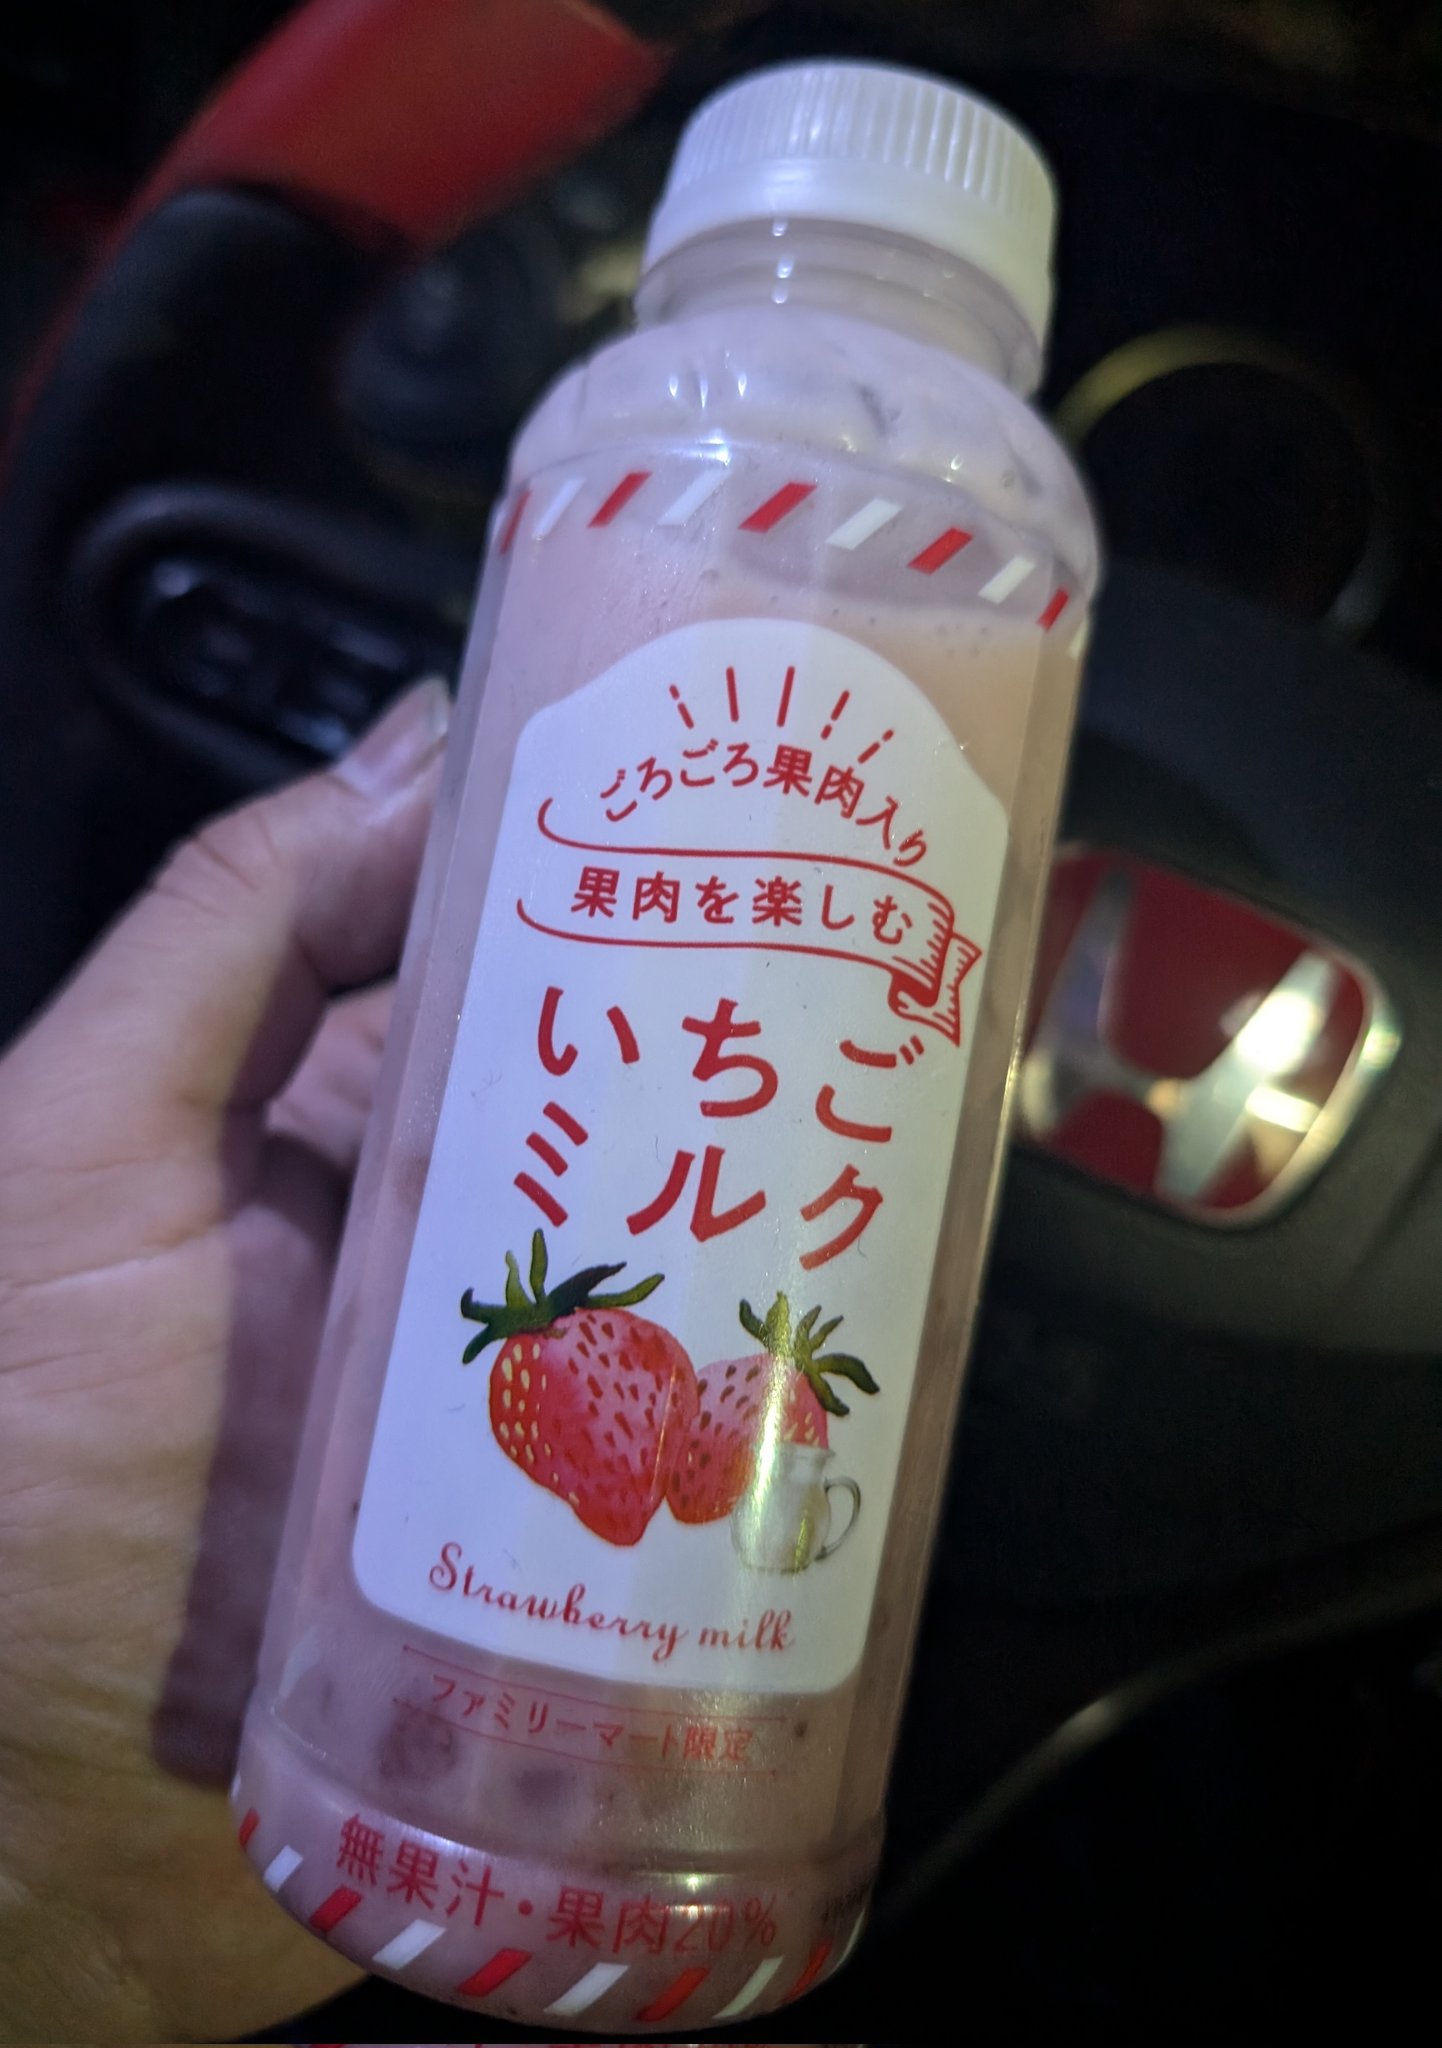 ごろごろ果肉入り
果肉を楽しむ
いちご
ミルク
Strawberry milk
ファミリーマート限定
無果汁・果肉20%